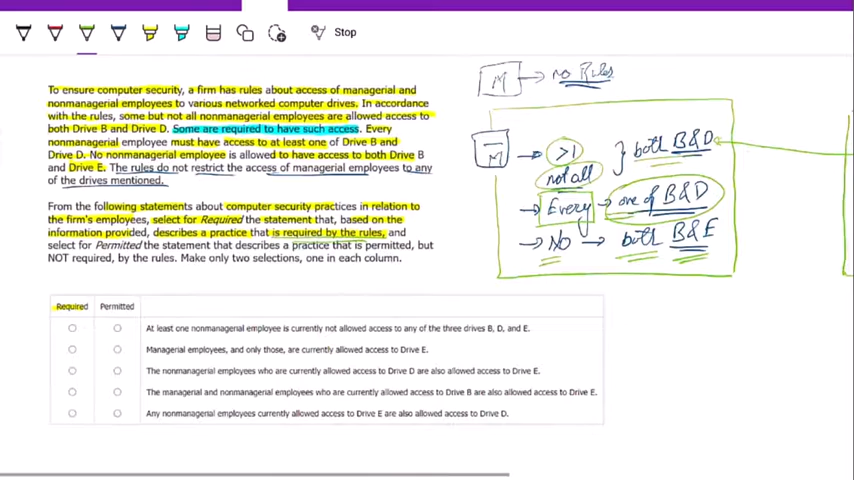 Stop
To ensure computer security, a firm has rules about access of managerial and
nonmanagerial employees to various networked computer drives. In accordance
with the rules, some but not all nonmanagerial employees are allowed access to
both Drive B and Drive D. Some are required to have such access. Every
nonmanagerial employee must have access to at least one of Drive B and
Drive D. No nonmanagerial employee is allowed to have access to both Drive B
and Drive E. The rules do not restrict the access of managerial employees to any
of the drives mentioned.
From the following statements about computer security practices in relation to
the firm's employees, select for Required the statement that, based on the
information provided, describes a practice that is required by the rules, and
select for Permitted the statement that describes a practice that is permitted, but
NOT required, by the rules. Make only two selections, one in each column.
M → no Rules
M → >1
not all } both B&D
→ Every → one of B&D
→ No → both B&E
Required Permitted
At least one nonmanagerial employee is currently not allowed access to any of the three drives B, D, and E.
Managerial employees, and only those, are currently allowed access to Drive E.
The nonmanagerial employees who are currently allowed access to Drive D are also allowed access to Drive E.
The managerial and nonmanagerial employees who are currently allowed access to Drive B are also allowed access to Drive E.
Any nonmanagerial employees currently allowed access to Drive E are also allowed access to Drive D.